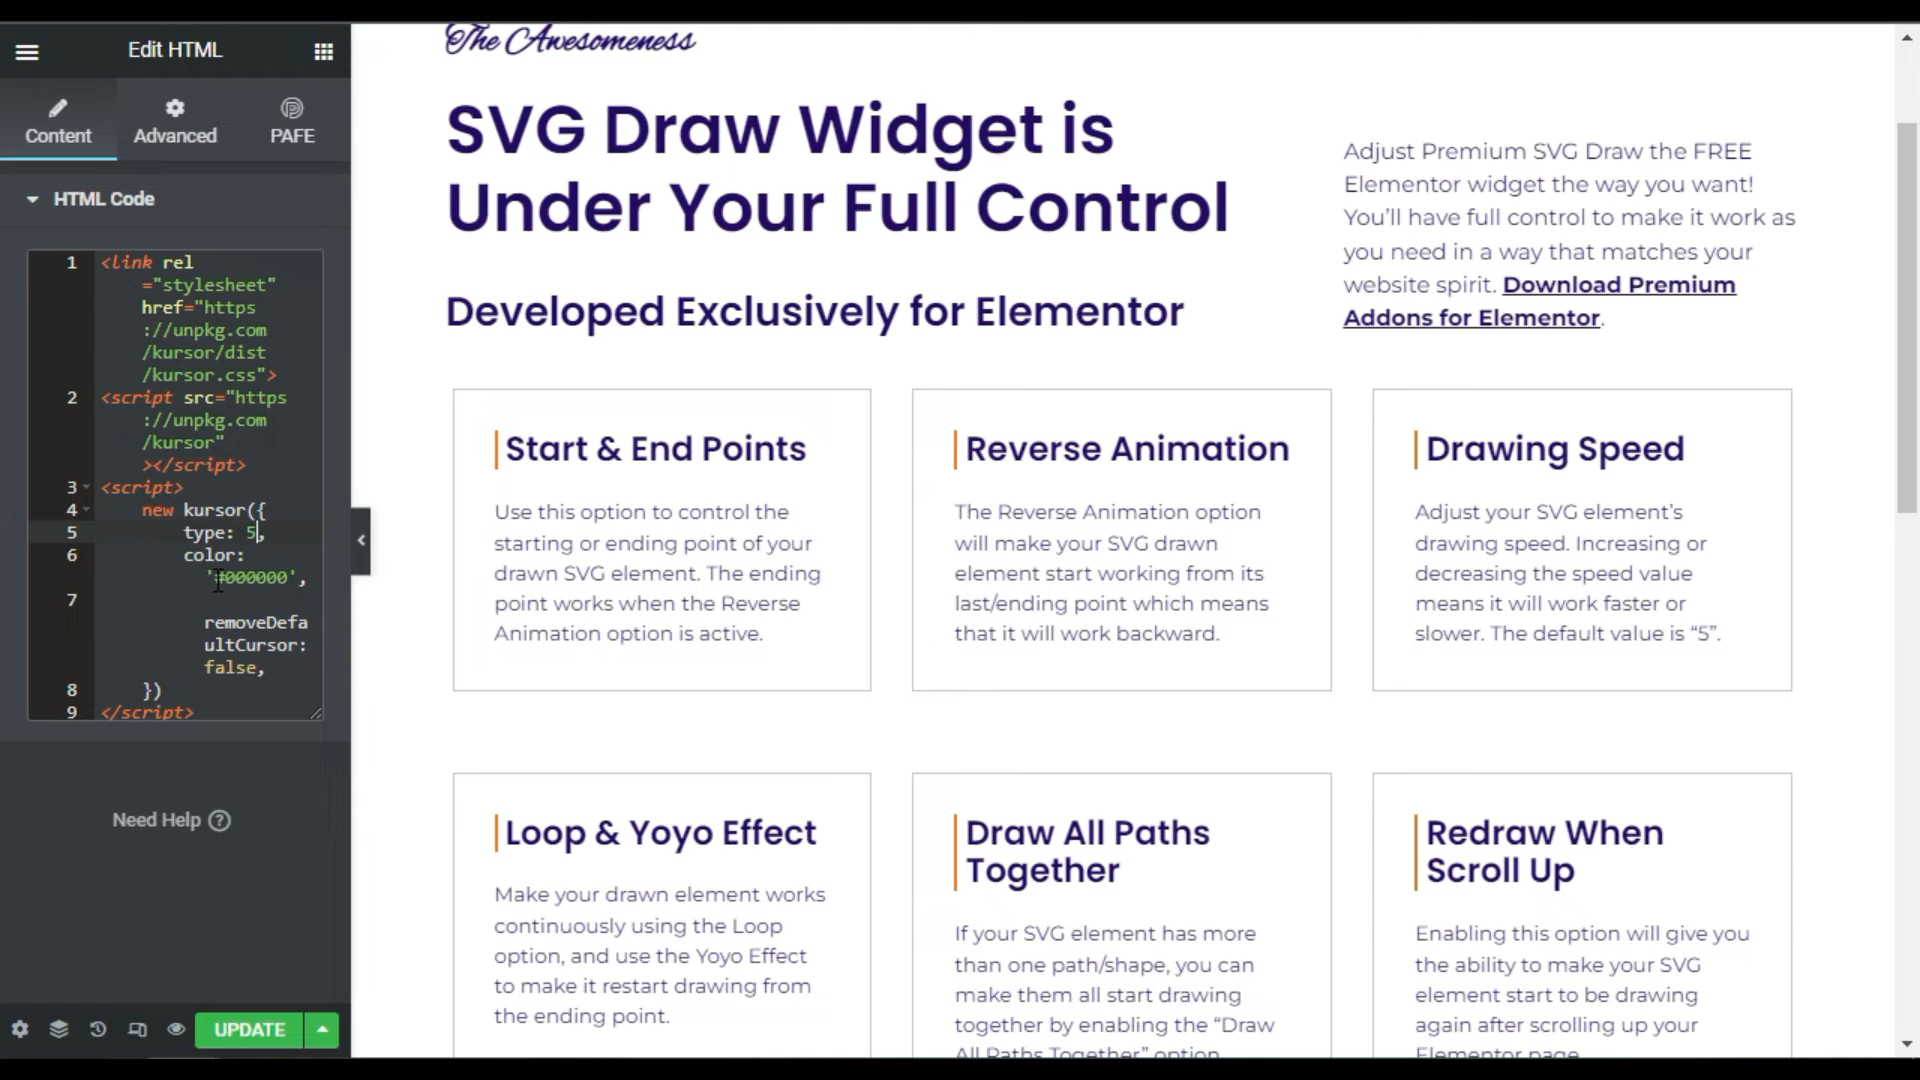 Edit HTML
Content
Advanced
PAFE
HTML Code
1 <link rel
="stylesheet"
href="https
://unpkg.com
/kursor/dist
/kursor.css">
2 <script src="https
://unpkg.com
/kursor"
></script>
3 <script>
4 new kursor({
5 type: 5,
6 color:
'#000000',
7
removeDefa
ultCursor:
false,
8 })
9 </script>
Need Help ?
UPDATE
The Awesomeness
SVG Draw Widget is
Under Your Full Control
Developed Exclusively for Elementor
Adjust Premium SVG Draw the FREE
Elementor widget the way you want!
You’ll have full control to make it work as
you need in a way that matches your
website spirit. Download Premium
Addons for Elementor.
Start & End Points
Use this option to control the
starting or ending point of your
drawn SVG element. The ending
point works when the Reverse
Animation option is active.
Reverse Animation
The Reverse Animation option
will make your SVG drawn
element start working from its
last/ending point which means
that it will work backward.
Drawing Speed
Adjust your SVG element’s
drawing speed. Increasing or
decreasing the speed value
means it will work faster or
slower. The default value is “5”.
Loop & Yoyo Effect
Make your drawn element works
continuously using the Loop
option, and use the Yoyo Effect
to make it restart drawing from
the ending point.
Draw All Paths
Together
If your SVG element has more
than one path/shape, you can
make them all start drawing
together by enabling the “Draw
All Paths Together” option
Redraw When
Scroll Up
Enabling this option will give you
the ability to make your SVG
element start to be drawing
again after scrolling up your
Elementor page